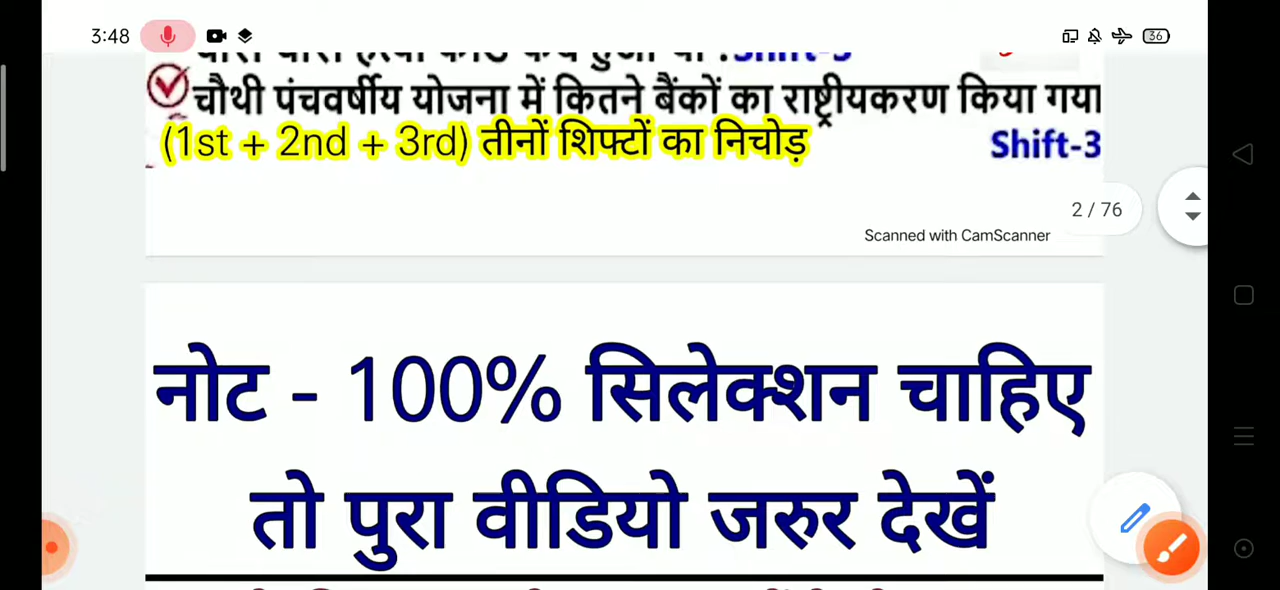 3:48
36
चौथी पंचवर्षीय योजना में कितने बैंकों का राष्ट्रीयकरण किया गया
(1st + 2nd + 3rd) तीनों शिफ्टों का निचोड़ Shift-3
2 / 76
Scanned with CamScanner
नोट - 100% सिलेक्शन चाहिए
तो पुरा वीडियो जरुर देखें